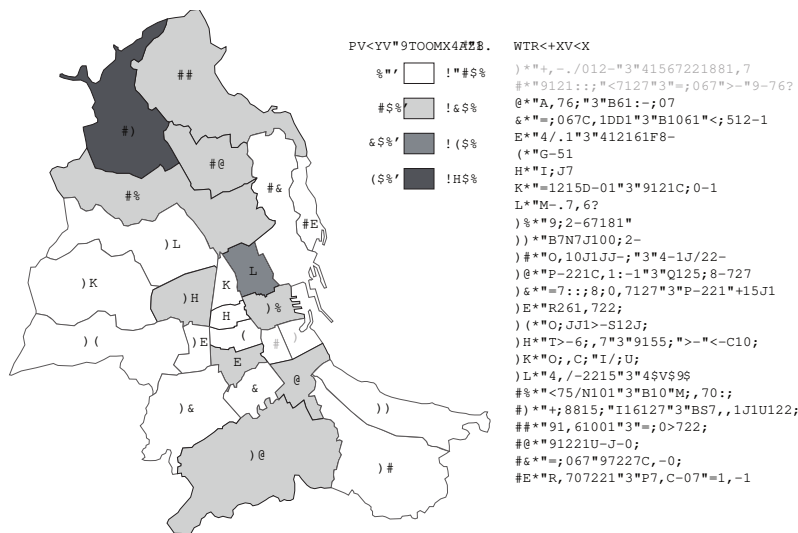 PV<YV"9TOOMX4
WTR<+XV<X
%"′ !"#$%
#$%′ !&$%
&$%′ !($%
($%′ !H$%
)*"+,-./012-"3"41567221881,7
#*"9121::;"<7127"3"=;067">-"9-76?
@*"A,76;"3"B61:-;07
&*"=;067C,1DD1"3"B1061"<;512-1
E*"4/.1"3"412161F8-
(*"G-51
H*"I;J7
K*"=1215D-01"3"9121C;0-1
L*"M-.7,6?
)%*"9;2-67181"
))*"B7N7J100;2-
)#*"O,10J1JJ-;"3"4-1J/22-
)@*"P-221C,1:-1"3"Q125;8-727
)&*"=7::;8;0,7127"3"P-221"+15J1
)E*"R261,722;
)(*"O;JJ1>-S12J;
)H*"T>-6;,7"3"9155;">-"<-C10;
)K*"O;,C;"I/;U;
)L*"4,/-2215"3"4$V$9$
#%*"<75/N101"3"B10"M;,70:;
#)*"+;8815;"I16127"3"BS7,,1J1U122;
##*"91,61001"3"=;0>722;
#@*"91221U-J-0;
#&*"=;067"97227C,-0;
#E*"R,707221"3"P7,C-07"=1,-1
##
#)
#@
#&
#%
#E
)L
L
)K
K
)H
)%
H
)(
)E
(
#
)
E
@
&
)&
))
)@
)#